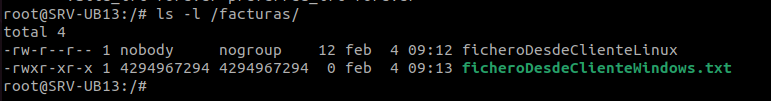 root@SRV-UB13:/# ls -l /facturas/
total 4
-rw-r--r-- 1 nobody     nogroup    12 feb  4 09:12 ficheroDesdeClienteLinux
-rwxr-xr-x 1 4294967294 4294967294  0 feb  4 09:13 ficheroDesdeClienteWindows.txt
root@SRV-UB13:/#